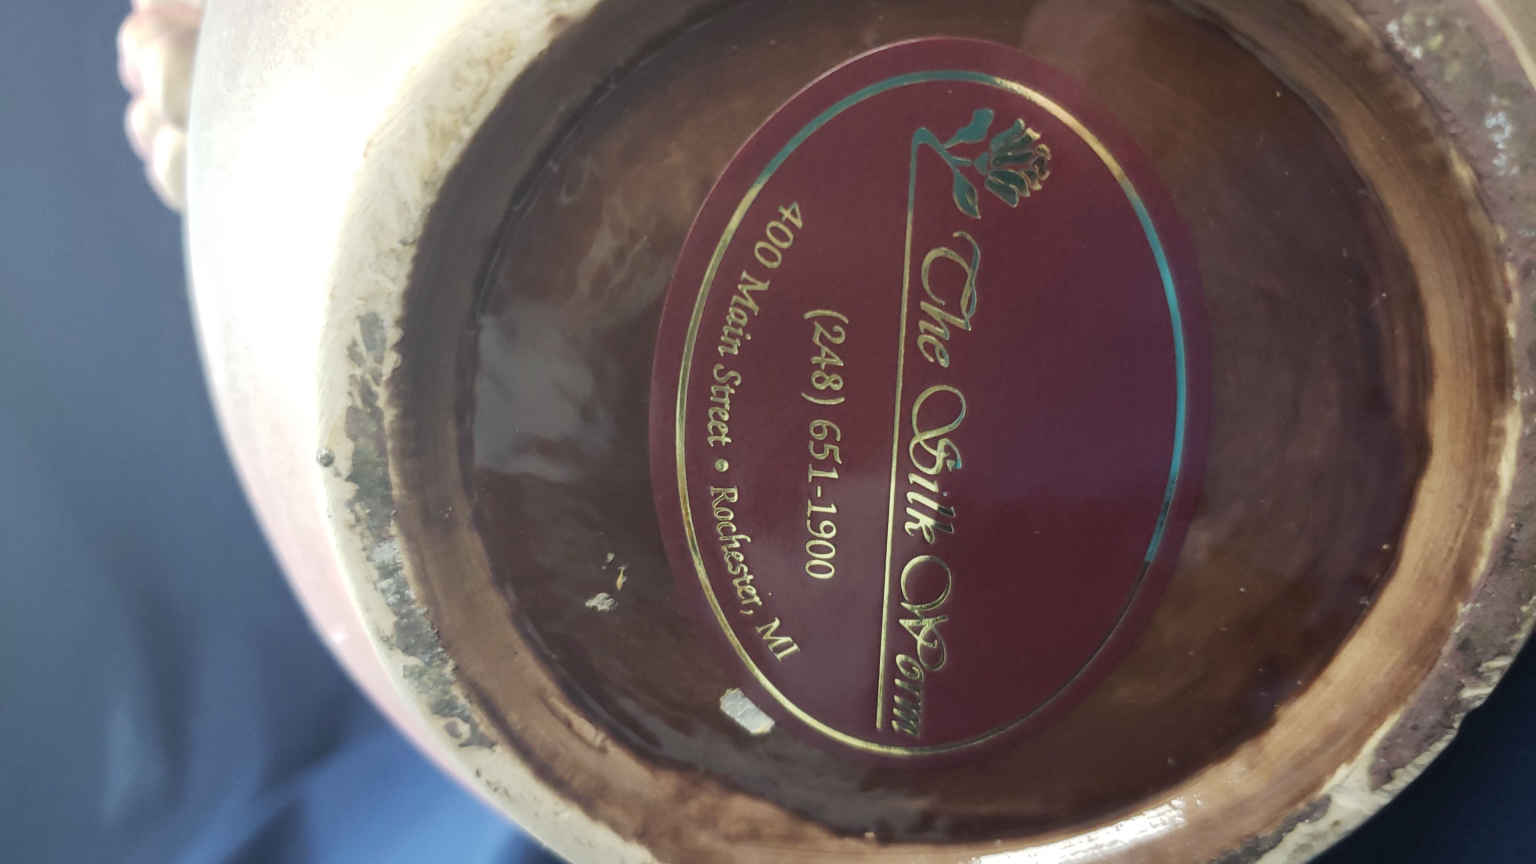 The Silk Worm
(248) 651-1900
400 Main Street • Rochester, MI